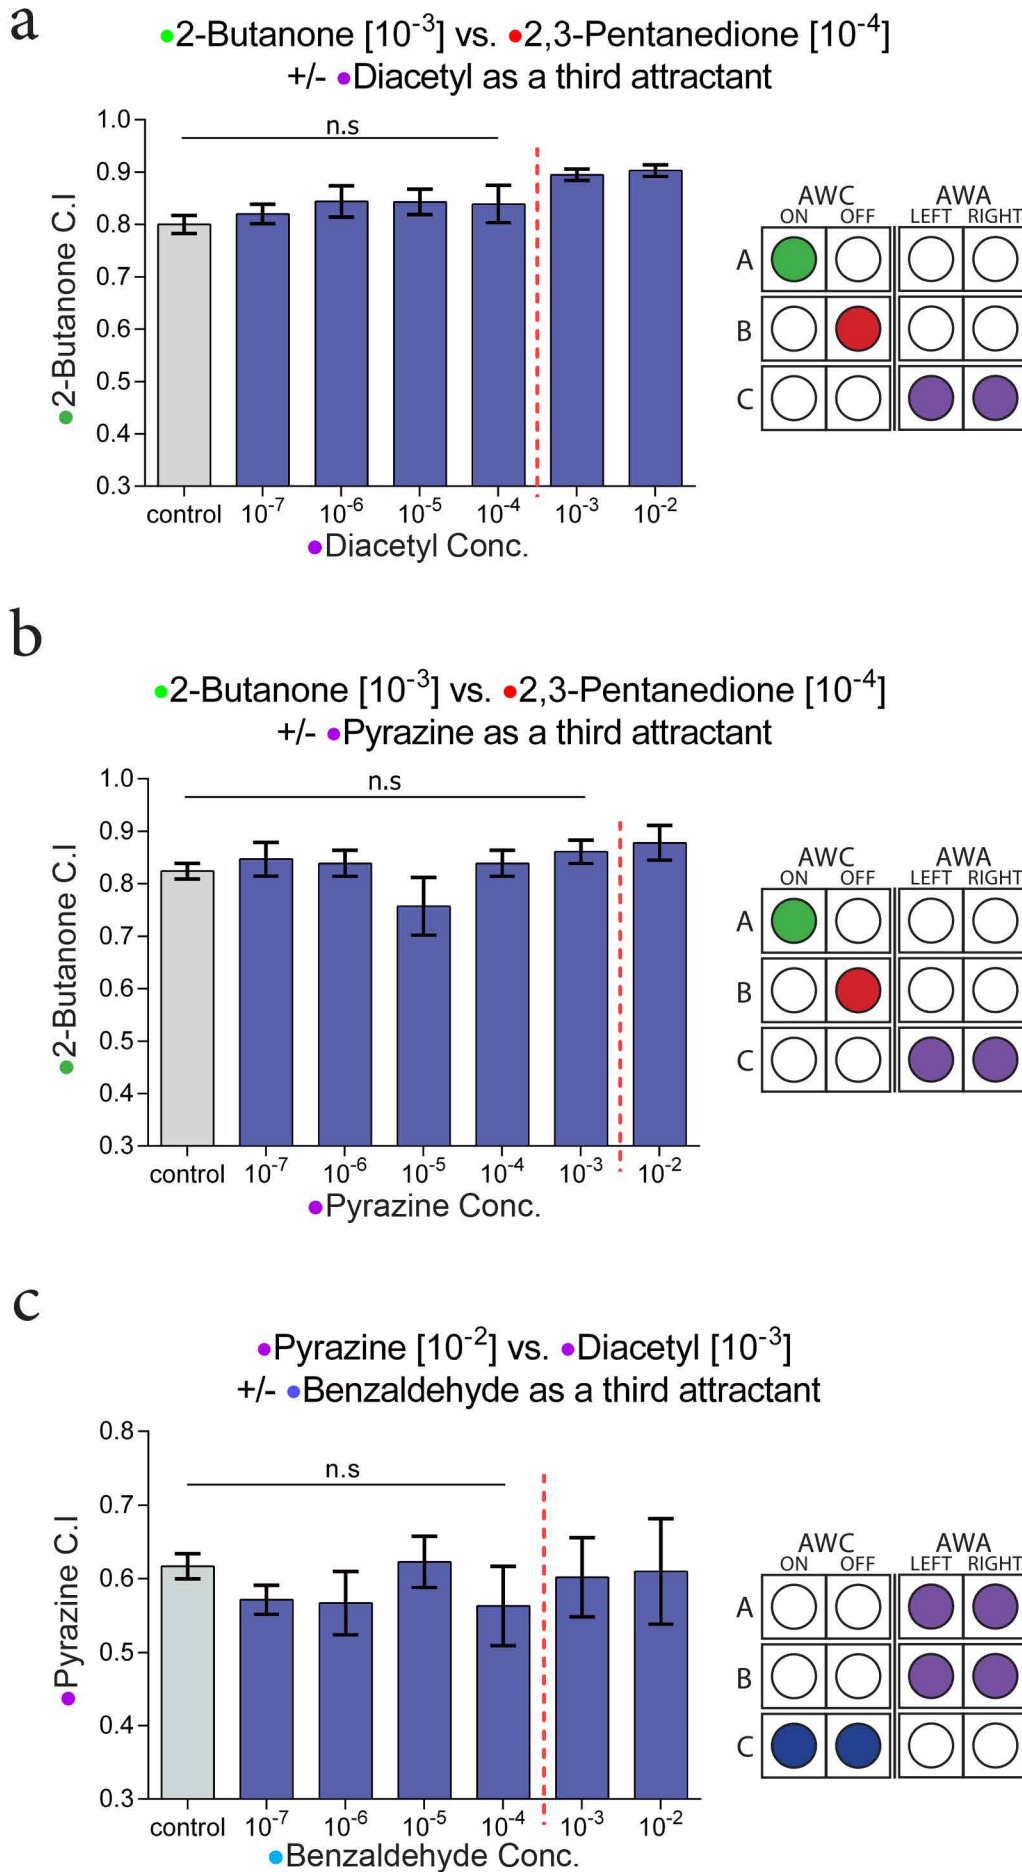 a
•2-Butanone [10⁻³] vs. •2,3-Pentanedione [10⁻⁴]
+/- •Diacetyl as a third attractant
n.s
1.0
0.9
0.8
0.7
0.6
0.5
0.4
0.3
•2-Butanone C.I
control 10⁻⁷ 10⁻⁶ 10⁻⁵ 10⁻⁴ 10⁻³ 10⁻²
•Diacetyl Conc.
AWC AWA
ON OFF LEFT RIGHT
A
B
C
b
•2-Butanone [10⁻³] vs. •2,3-Pentanedione [10⁻⁴]
+/- •Pyrazine as a third attractant
n.s
1.0
0.9
0.8
0.7
0.6
0.5
0.4
0.3
•2-Butanone C.I
control 10⁻⁷ 10⁻⁶ 10⁻⁵ 10⁻⁴ 10⁻³ 10⁻²
•Pyrazine Conc.
AWC AWA
ON OFF LEFT RIGHT
A
B
C
c
•Pyrazine [10⁻²] vs. •Diacetyl [10⁻³]
+/- •Benzaldehyde as a third attractant
n.s
0.8
0.7
0.6
0.5
0.4
0.3
•Pyrazine C.I
control 10⁻⁷ 10⁻⁶ 10⁻⁵ 10⁻⁴ 10⁻³ 10⁻²
•Benzaldehyde Conc.
AWC AWA
ON OFF LEFT RIGHT
A
B
C